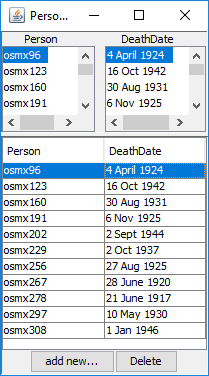 Perso...
Person DeathDate
osmx96 4 April 1924
osmx123 16 Oct 1942
osmx160 30 Aug 1931
osmx191 6 Nov 1925
Person DeathDate
osmx96 4 April 1924
osmx123 16 Oct 1942
osmx160 30 Aug 1931
osmx191 6 Nov 1925
osmx202 2 Sept 1944
osmx229 2 Oct 1937
osmx256 27 Aug 1925
osmx267 28 June 1920
osmx278 21 June 1917
osmx297 10 May 1930
osmx308 1 Jan 1946
add new... Delete